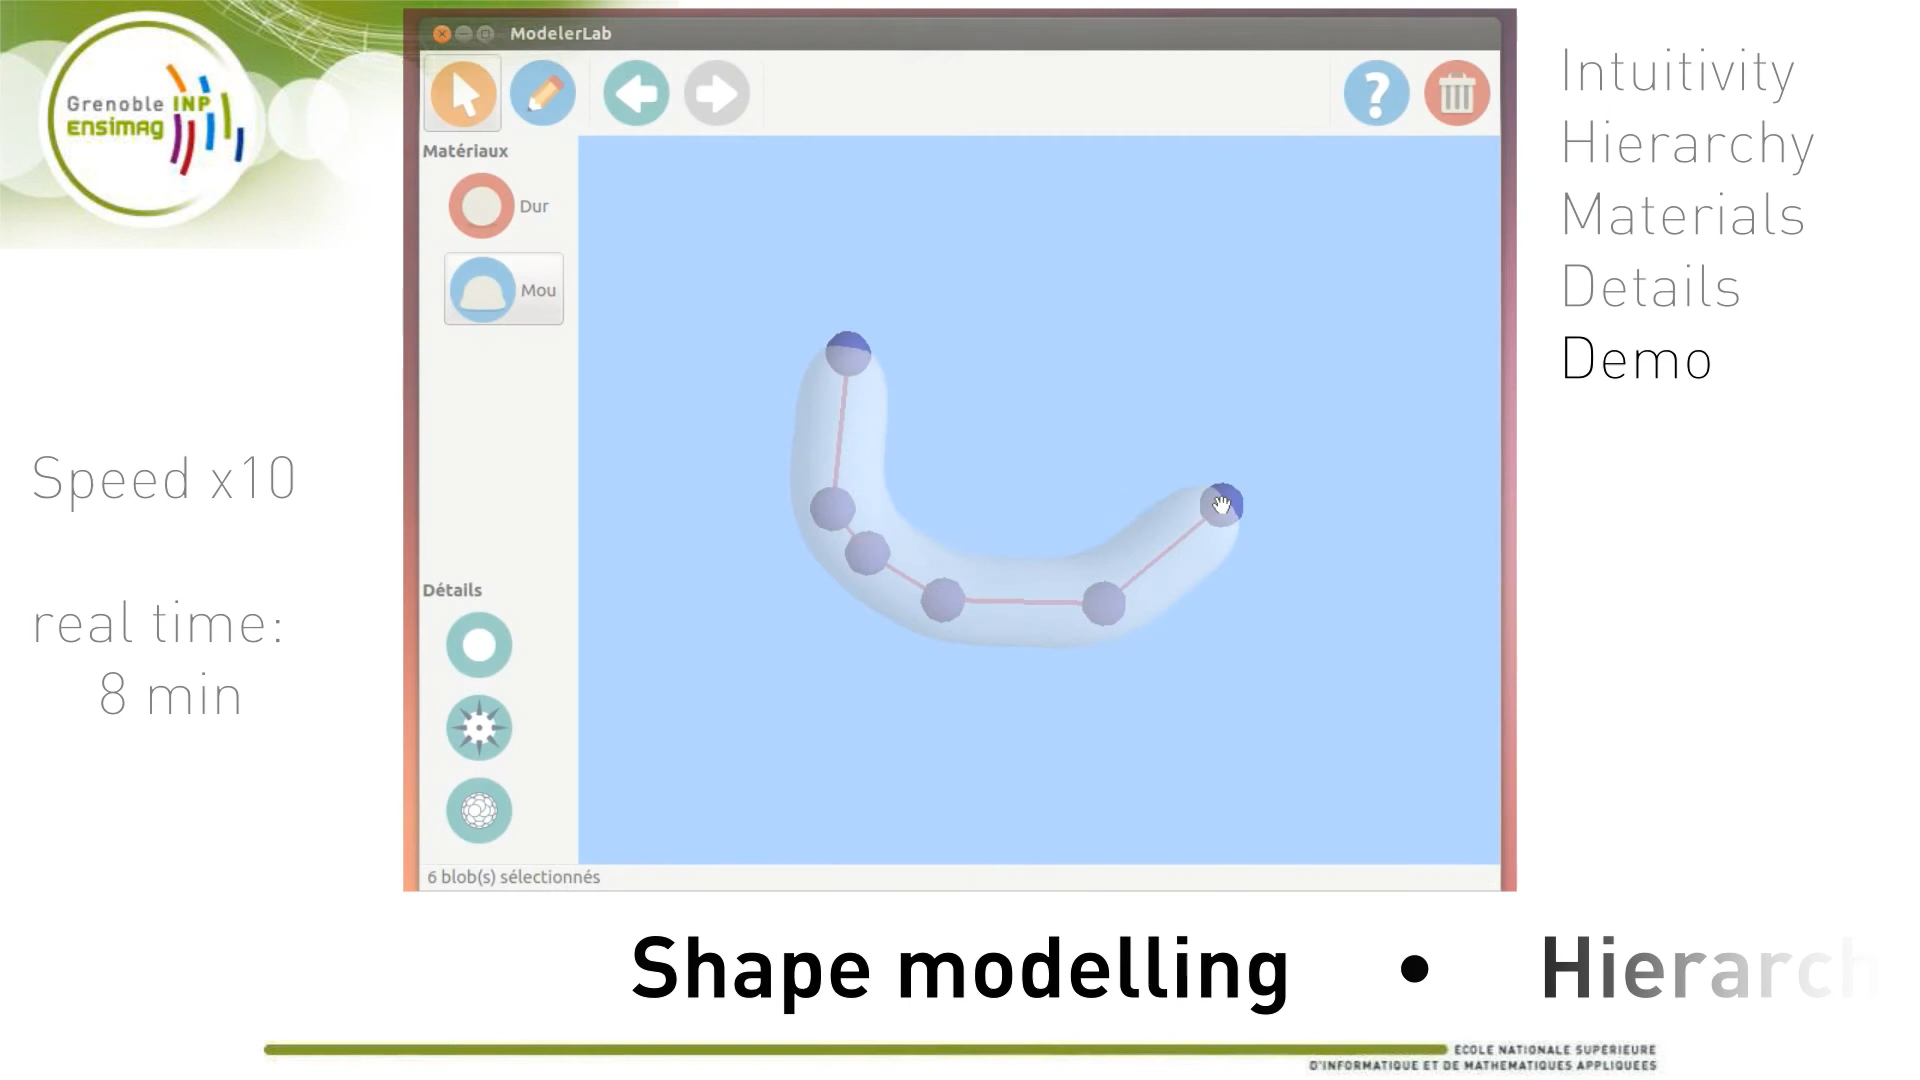 Grenoble INP
Ensimag
ModelerLab
?
Matériaux
Dur
Mou
Détails
6 blob(s) sélectionnés
Speed x10
real time:
8 min
Intuitivity
Hierarchy
Materials
Details
Demo
Shape modelling • Hierarch
ECOLE NATIONALE SUPERIEURE
D'INFORMATIQUE ET DE MATHEMATIQUES APPLIQUEES